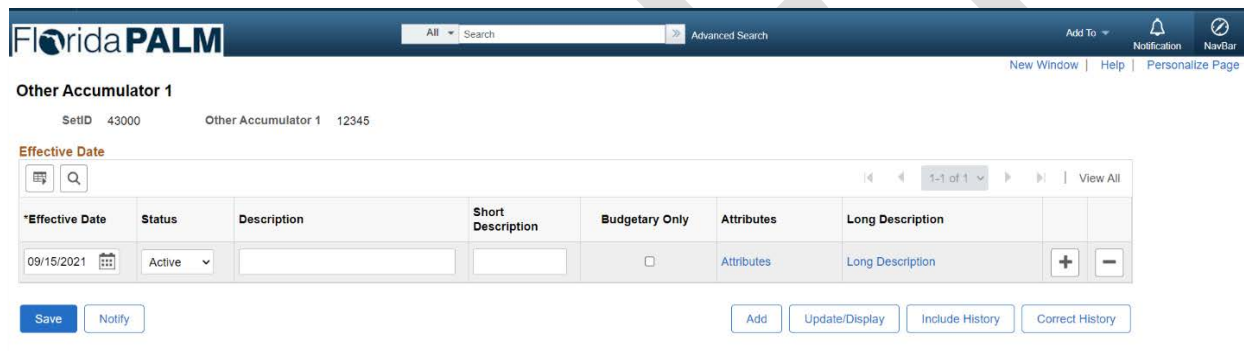 Florida PALM
All Search Advanced Search Add To Notification NavBar
New Window | Help | Personalize Page
Other Accumulator 1
SetID 43000 Other Accumulator 1 12345
Effective Date
1-1 of 1 | View All
*Effective Date Status Description Short Description Budgetary Only Attributes Long Description
09/15/2021 Active Attributes Long Description
Save Notify Add Update/Display Include History Correct History